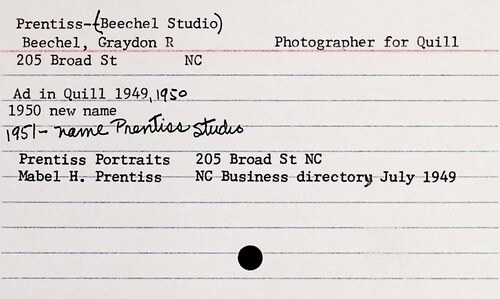 Prentiss-(Beechel Studio)
Beechel, Graydon R Photographer for Quill
205 Broad St NC
Ad in Quill 1949, 1950
1950 new name
1951- name Prentiss Studio
Prentiss Portraits 205 Broad St NC
Mabel H. Prentiss NC Business directory July 1949